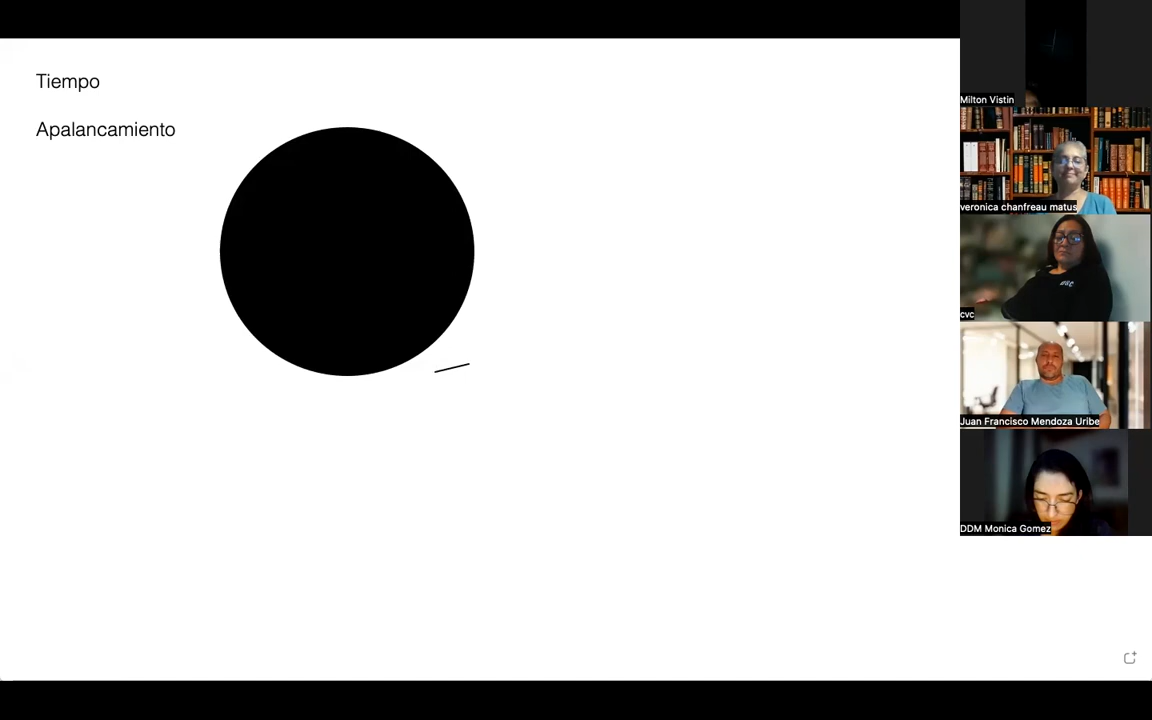 Tiempo
Apalancamiento
Milton Vistin
veronica chanfreau matus
cvc
Juan Francisco Mendoza Uribe
DDM Monica Gomez